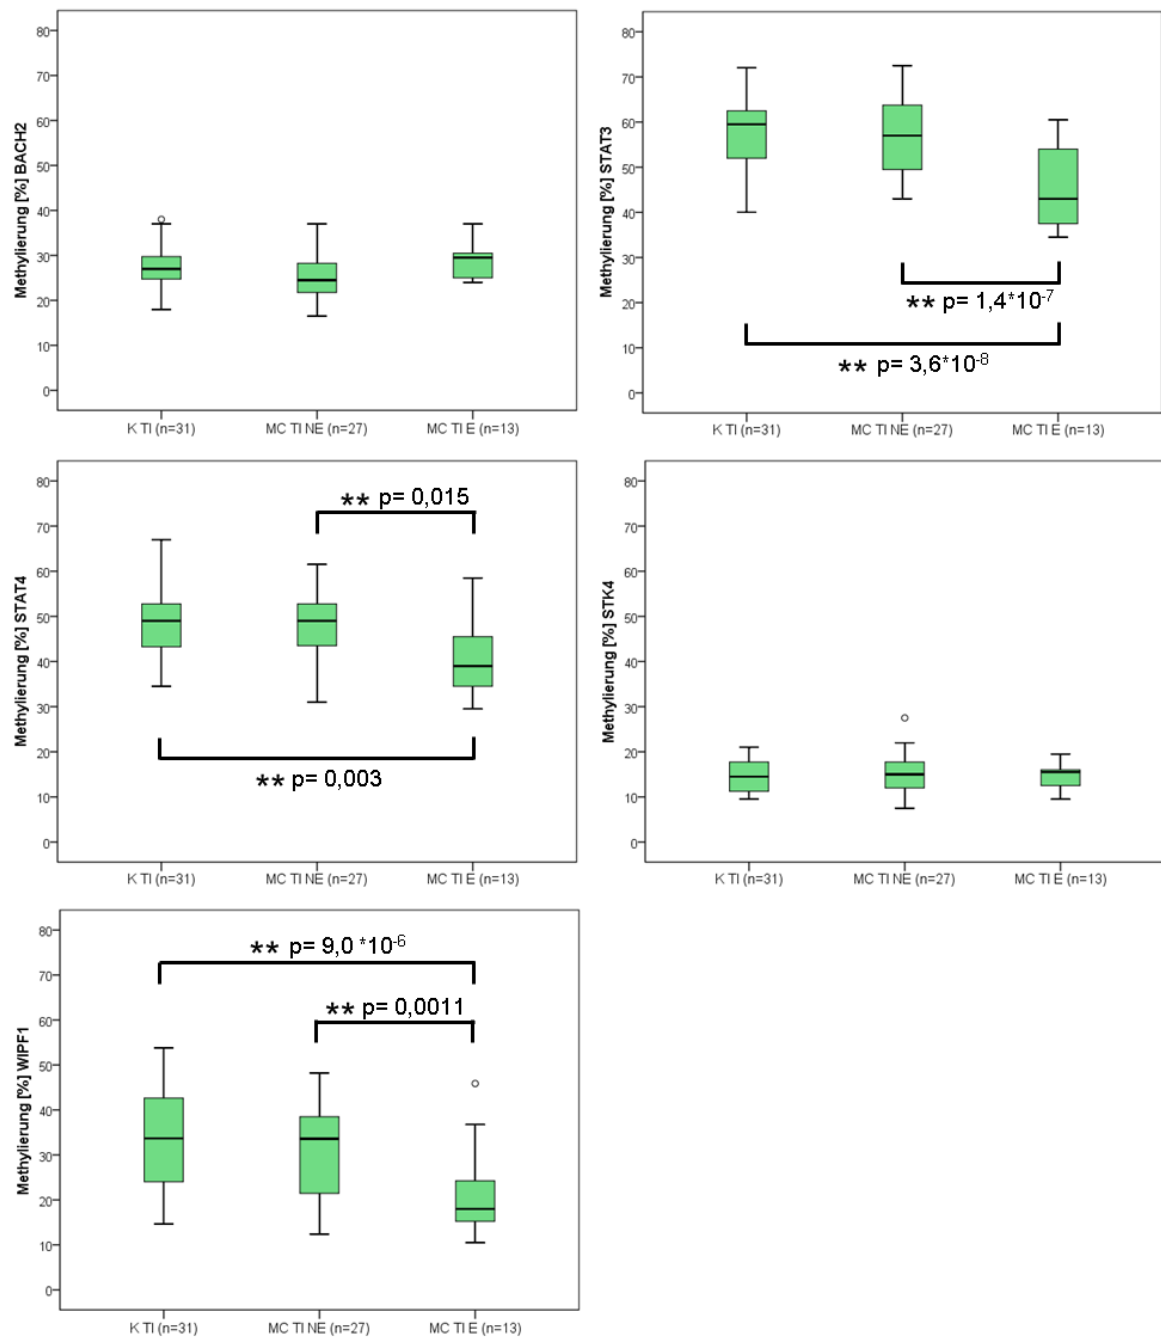 Methylierung [%] BACH2
80
70
60
50
40
30
20
10
0
K TI (n=31) MC TI NE (n=27) MC TI E (n=13)
Methylierung [%] STAT3
80
70
60
50
40
30
20
10
0
** p= 1,4*10-7
** p= 3,6*10-8
K TI (n=31) MC TI NE (n=27) MC TI E (n=13)
Methylierung [%] STAT4
80
70
60
50
40
30
20
10
0
** p= 0,015
** p= 0,003
K TI (n=31) MC TI NE (n=27) MC TI E (n=13)
Methylierung [%] STK4
80
70
60
50
40
30
20
10
0
K TI (n=31) MC TI NE (n=27) MC TI E (n=13)
Methylierung [%] WIPF1
80
70
60
50
40
30
20
10
0
** p= 9,0 *10-6
** p= 0,0011
K TI (n=31) MC TI NE (n=27) MC TI E (n=13)